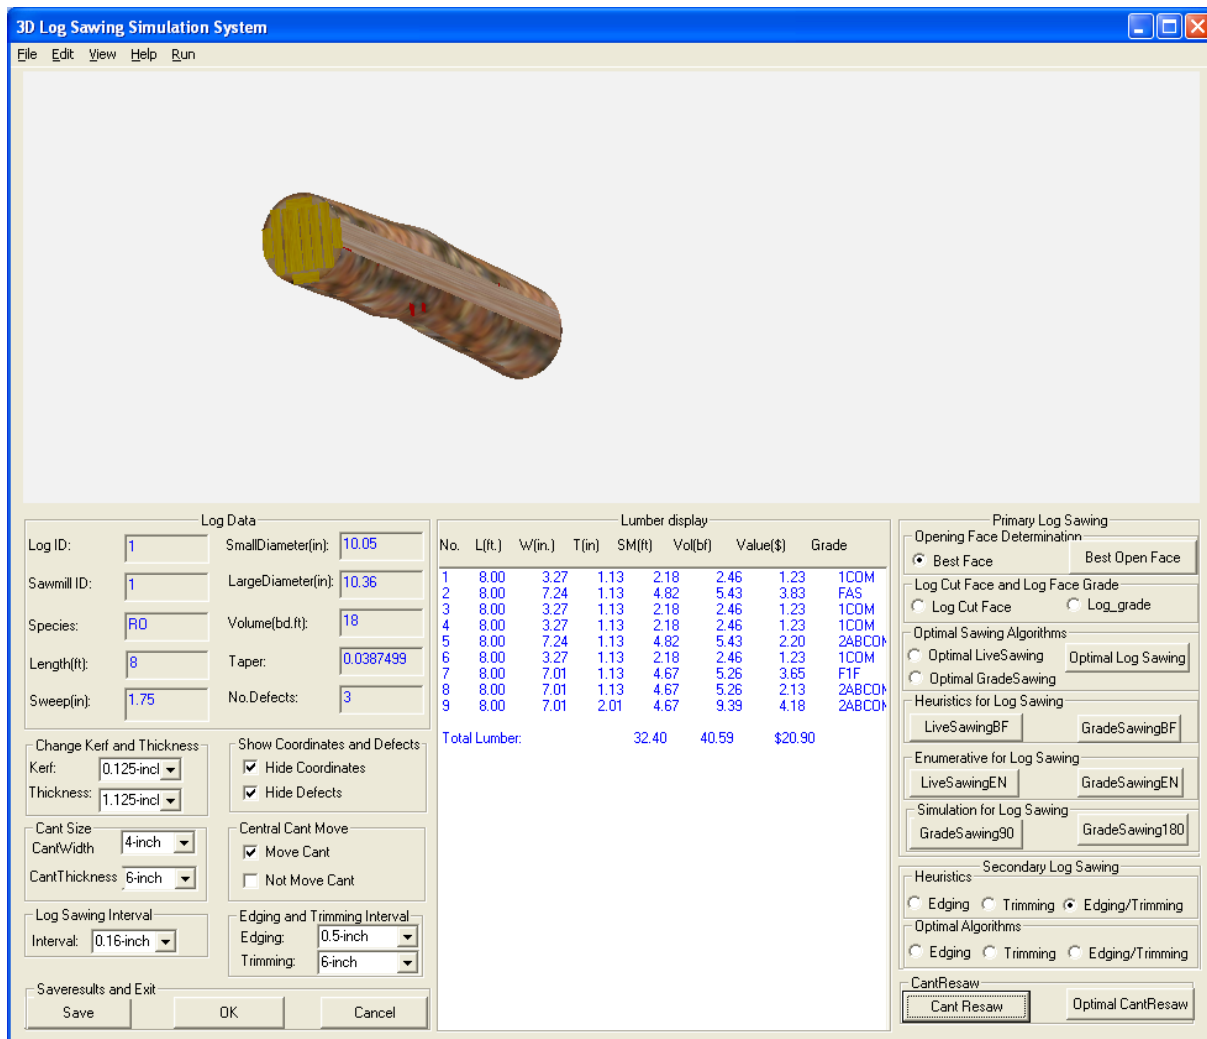 3D Log Sawing Simulation System
File Edit View Help Run
Log Data
Log ID: 1
SmallDiameter(in): 10.05
Sawmill ID: 1
LargeDiameter(in): 10.36
Species: RO
Volume(bd.ft): 18
Length(ft): 8
Taper: 0.0387499
Sweep(in): 1.75
No.Defects: 3
Change Kerf and Thickness
Kerf: 0.125-incl
Thickness: 1.125-incl
Show Coordinates and Defects
Hide Coordinates
Hide Defects
Cant Size
CantWidth 4-inch
CantThickness 6-inch
Central Cant Move
Move Cant
Not Move Cant
Log Sawing Interval
Interval: 0.16-inch
Edging and Trimming Interval
Edging: 0.5-inch
Trimming: 6-inch
Saveresults and Exit
Save OK Cancel
Lumber display
No. L(ft.) W(in.) T(in) SM(ft) Vol(bf) Value($) Grade
1 8.00 3.27 1.13 2.18 2.46 1.23 1COM
2 8.00 7.24 1.13 4.82 5.43 3.83 FAS
3 8.00 3.27 1.13 2.18 2.46 1.23 1COM
4 8.00 3.27 1.13 2.18 2.46 1.23 1COM
5 8.00 7.24 1.13 4.82 5.43 2.20 2ABCOM
6 8.00 3.27 1.13 2.18 2.46 1.23 1COM
7 8.00 7.01 1.13 4.67 5.26 3.65 F1F
8 8.00 7.01 1.13 4.67 5.26 2.13 2ABCOM
9 8.00 7.01 2.01 4.67 9.39 4.18 2ABCOM
Total Lumber: 32.40 40.59 $20.90
Primary Log Sawing
Opening Face Determination
Best Face Best Open Face
Log Cut Face and Log Face Grade
Log Cut Face Log_grade
Optimal Sawing Algorithms
Optimal LiveSawing
Optimal Log Sawing
Optimal GradeSawing
Heuristics for Log Sawing
LiveSawingBF GradeSawingBF
Enumerative for Log Sawing
LiveSawingEN GradeSawingEN
Simulation for Log Sawing
GradeSawing90 GradeSawing180
Secondary Log Sawing
Heuristics
Edging Trimming Edging/Trimming
Optimal Algorithms
Edging Trimming Edging/Trimming
CantResaw
Cant Resaw Optimal CantResaw